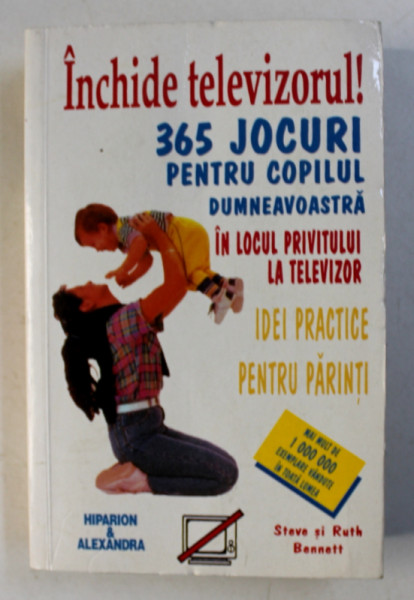 Închide televizorul!
365 JOCURI
PENTRU COPILUL
DUMNEAVOASTRĂ
ÎN LOCUL PRIVITULUI
LA TELEVIZOR
IDEI PRACTICE
PENTRU PĂRINȚI
MAI MULT DE
1 000 000
EXEMPLARE VÂNDUTE
ÎN TOATĂ LUMEA
HIPARION
&
ALEXANDRA
Steve și Ruth
Bennett